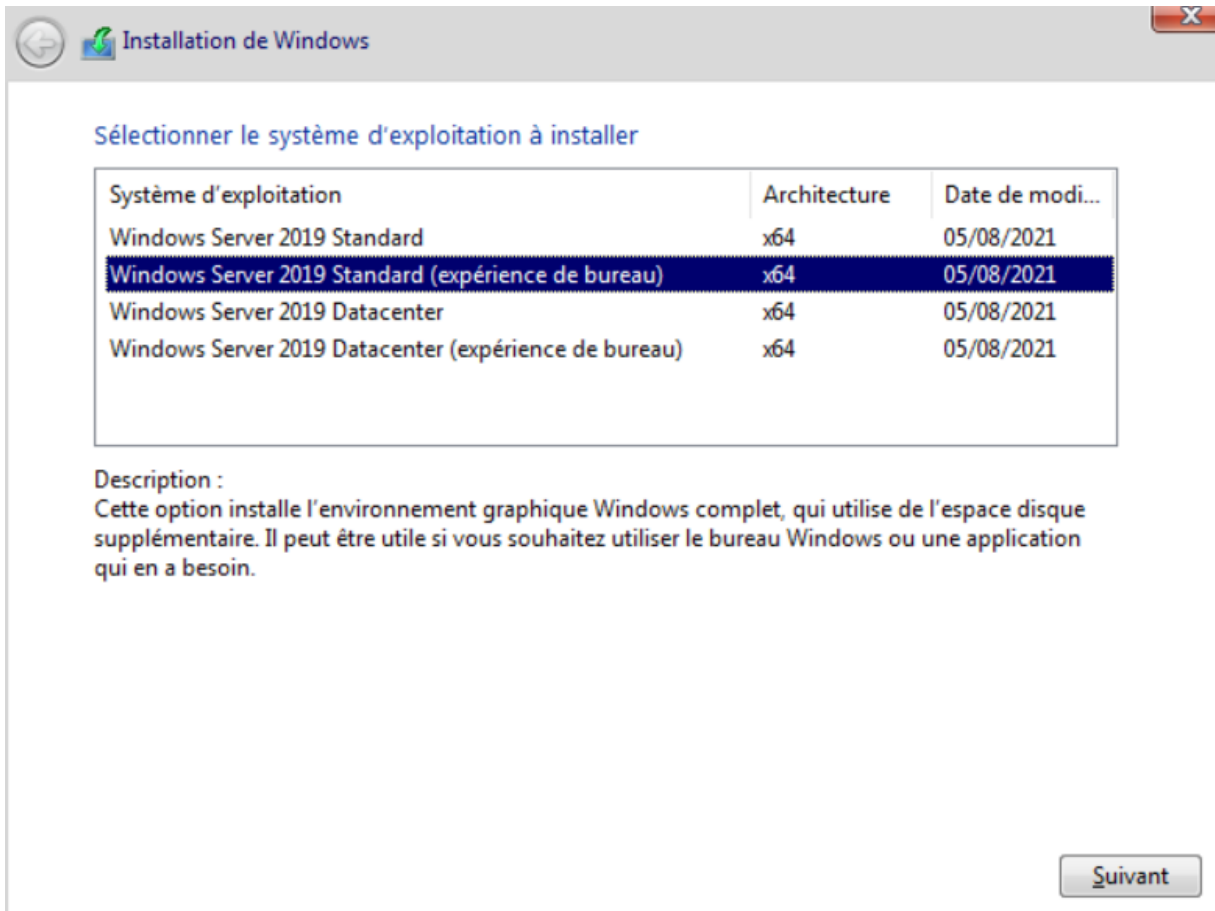 Installation de Windows
Sélectionner le système d'exploitation à installer
Système d'exploitation Architecture Date de modi...
Windows Server 2019 Standard x64 05/08/2021
Windows Server 2019 Standard (expérience de bureau) x64 05/08/2021
Windows Server 2019 Datacenter x64 05/08/2021
Windows Server 2019 Datacenter (expérience de bureau) x64 05/08/2021
Description :
Cette option installe l'environnement graphique Windows complet, qui utilise de l'espace disque
supplémentaire. Il peut être utile si vous souhaitez utiliser le bureau Windows ou une application
qui en a besoin.
Suivant